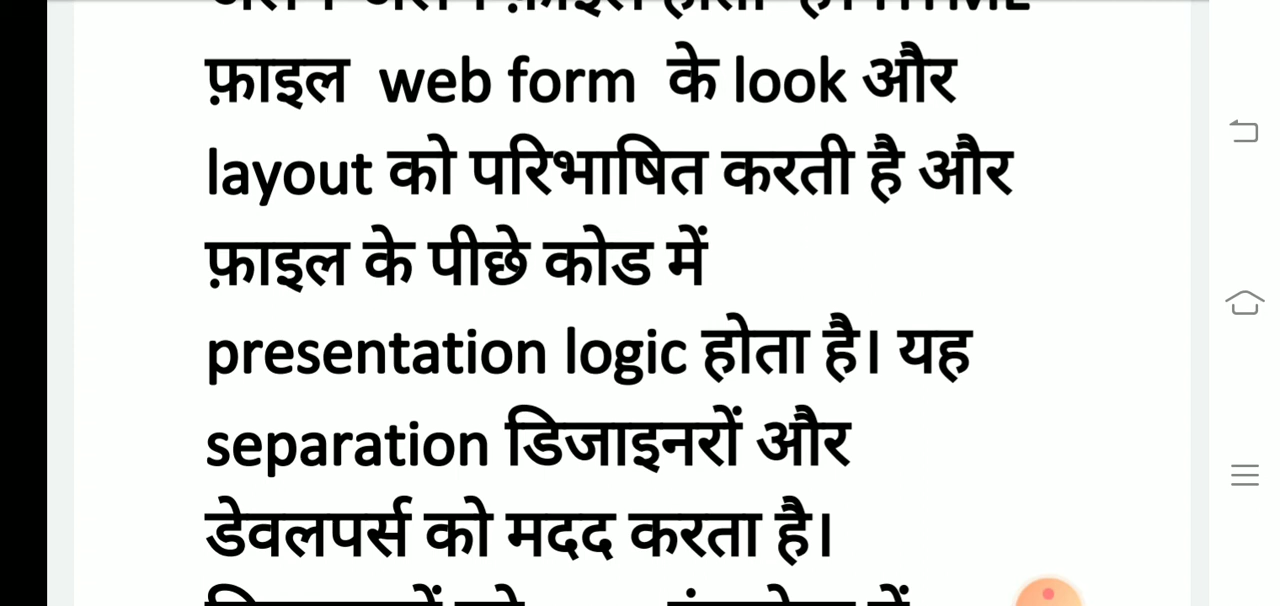 फ़ाइल web form के look और
layout को परिभाषित करती है और
फ़ाइल के पीछे कोड में
presentation logic होता है। यह
separation डिजाइनरों और
डेवलपर्स को मदद करता है।